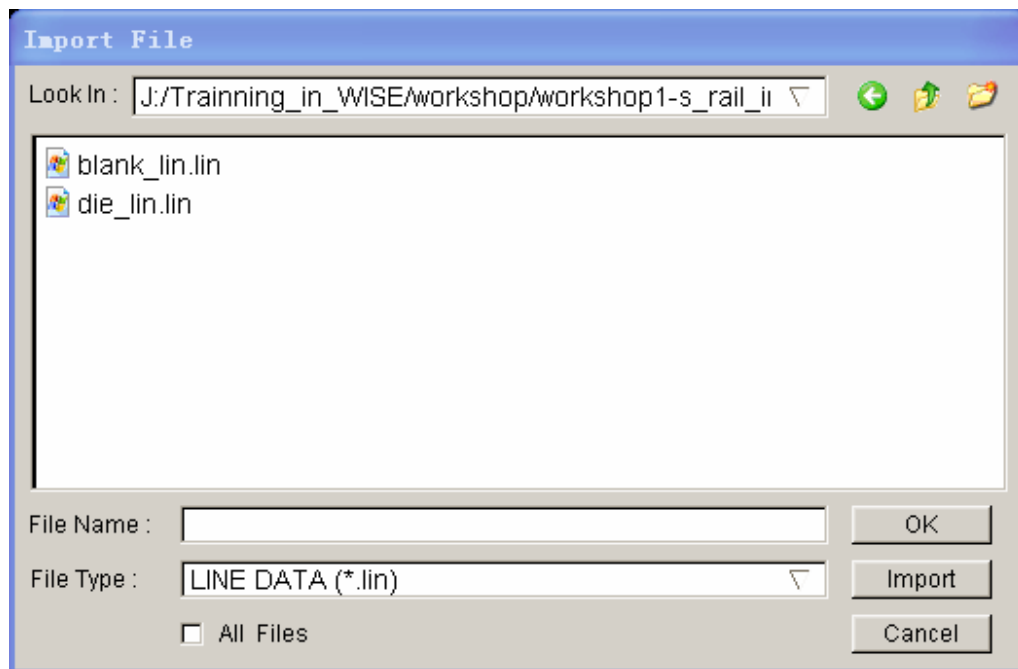 Import File
Look In : J:/Trainning_in_WISE/workshop/workshop1-s_rail_i
blank_lin.lin
die_lin.lin
File Name : OK
File Type : LINE DATA (*.lin) Import
All Files Cancel